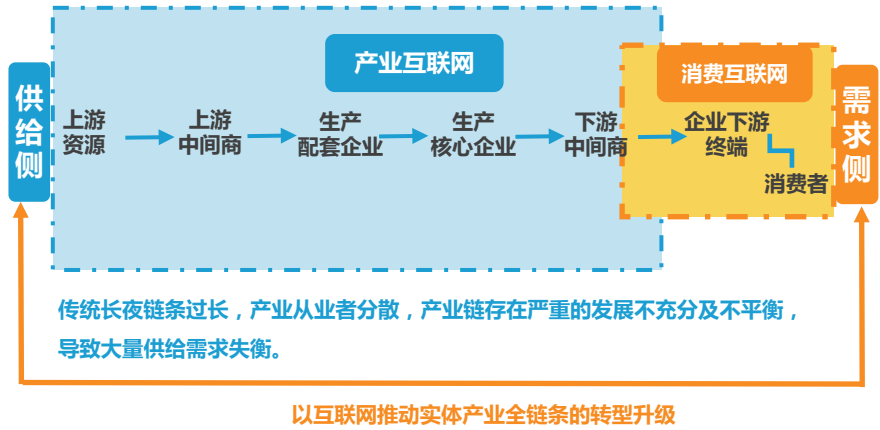 产业互联网
消费互联网
供给侧
上游
资源
上游
中间商
生产
配套企业
生产
核心企业
下游
中间商
企业下游
终端
消费者
需求侧
传统长夜链条过长，产业从业者分散，产业链存在严重的发展不充分及不平衡，
导致大量供给需求失衡。
以互联网推动实体产业全链条的转型升级